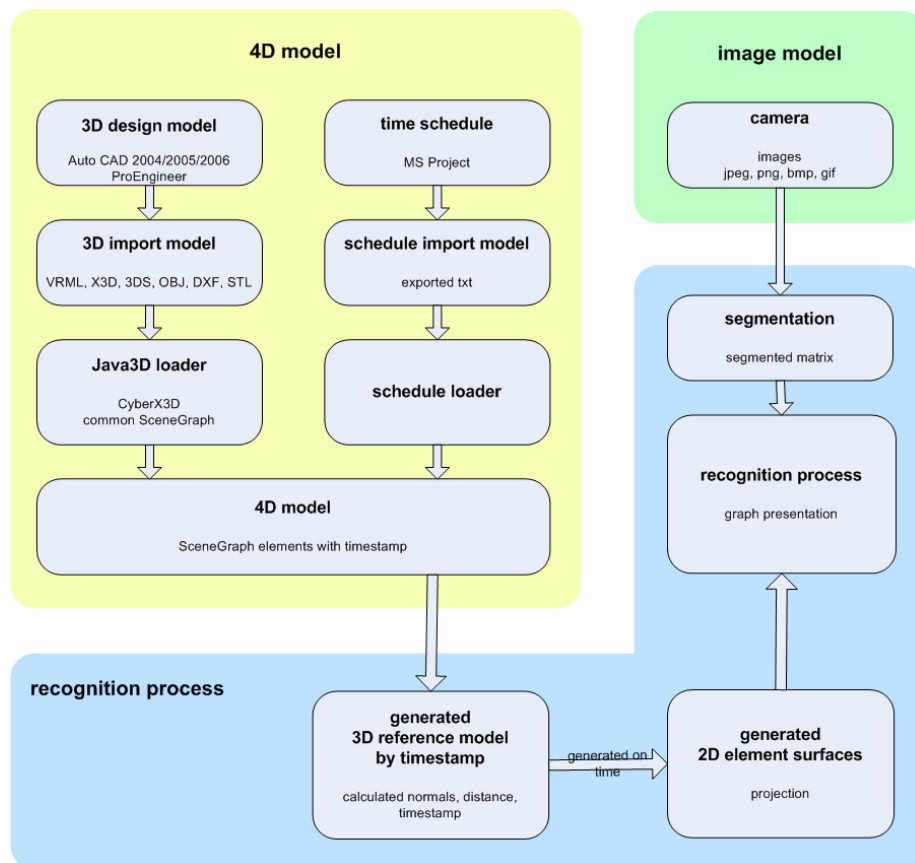 4D model
3D design model
Auto CAD 2004/2005/2006
ProEngineer
time schedule
MS Project
3D import model
VRML, X3D, 3DS, OBJ, DXF, STL
schedule import model
exported txt
Java3D loader
CyberX3D
common SceneGraph
schedule loader
4D model
SceneGraph elements with timestamp
image model
camera
images
jpeg, png, bmp, gif
segmentation
segmented matrix
recognition process
graph presentation
recognition process
generated
3D reference model
by timestamp
calculated normals, distance,
timestamp
generated on
time
generated
2D element surfaces
projection